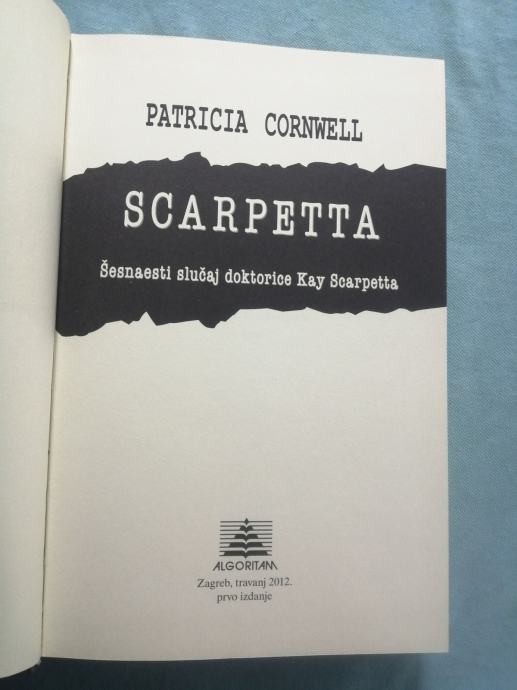 PATRICIA CORNWELL
SCARPETTA
Šesnaesti slučaj doktorice Kay Scarpetta
ALGORITAM
Zagreb, travanj 2012.
prvo izdanje